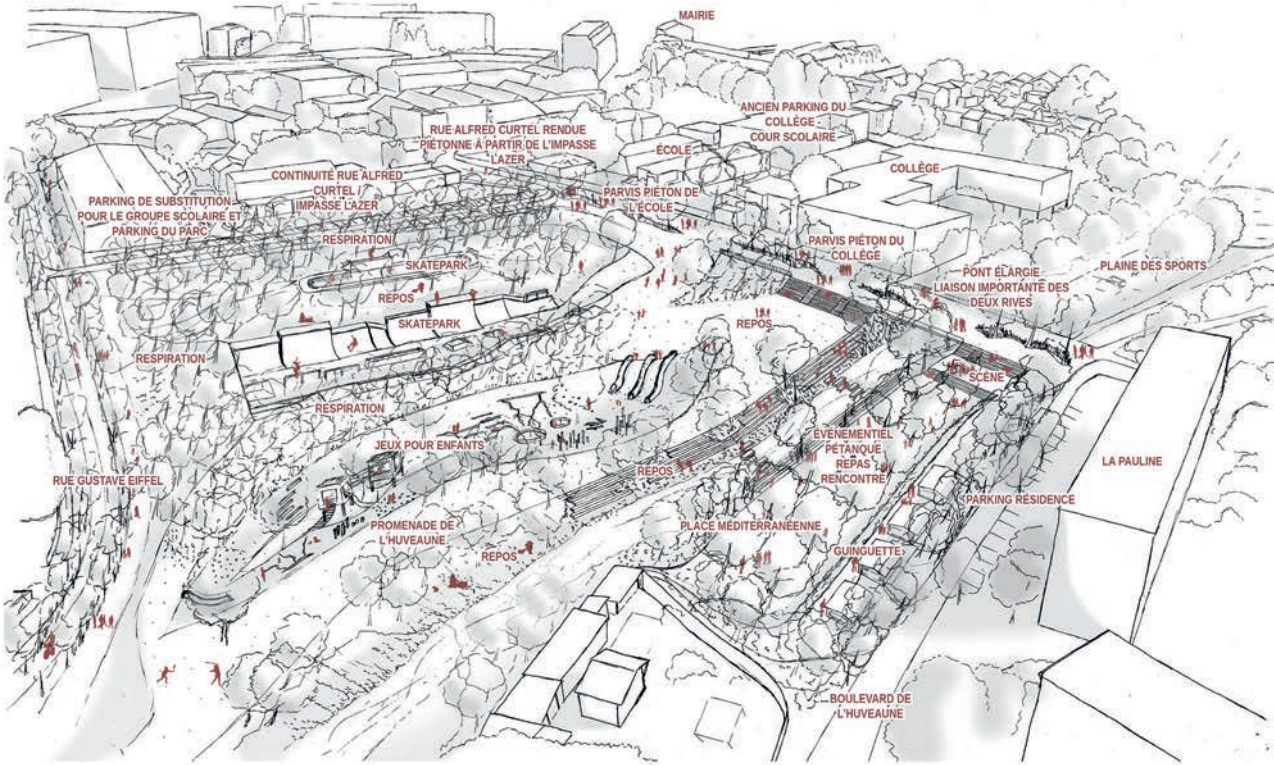 MAIRIE
ANCIEN PARKING DU
COLLÈGE
COUR SCOLAIRE
RUE ALFRED CURTEL RENDUE
PIÉTONNE À PARTIR DE L'IMPASSE
LAZER
ÉCOLE
COLLÈGE
CONTINUITÉ RUE ALFRED
CURTEL /
IMPASSE LAZER
PARKING DE SUBSTITUTION
POUR LE GROUPE SCOLAIRE ET
PARKING DU PARC
PARVIS PIÉTON DE
L'ÉCOLE
RESPIRATION
PARVIS PIÉTON DU
COLLÈGE
SKATEPARK
PONT ÉLARGIE
LIAISON IMPORTANTE DES
DEUX RIVES
PLAINE DES SPORTS
REPOS
SKATEPARK
REPOS
RESPIRATION
SCÈNE
RESPIRATION
JEUX POUR ENFANTS
ÉVENEMENTIEL
PÉTANQUE
REPAS
RENCONTRE
REPOS
LA PAULINE
RUE GUSTAVE EIFFEL
PARKING RÉSIDENCE
PROMENADE DE
L'HUVEAUNE
PLACE MÉDITERRANÉENNE
REPOS
GUINGUETTE
BOULEVARD DE
L'HUVEAUNE